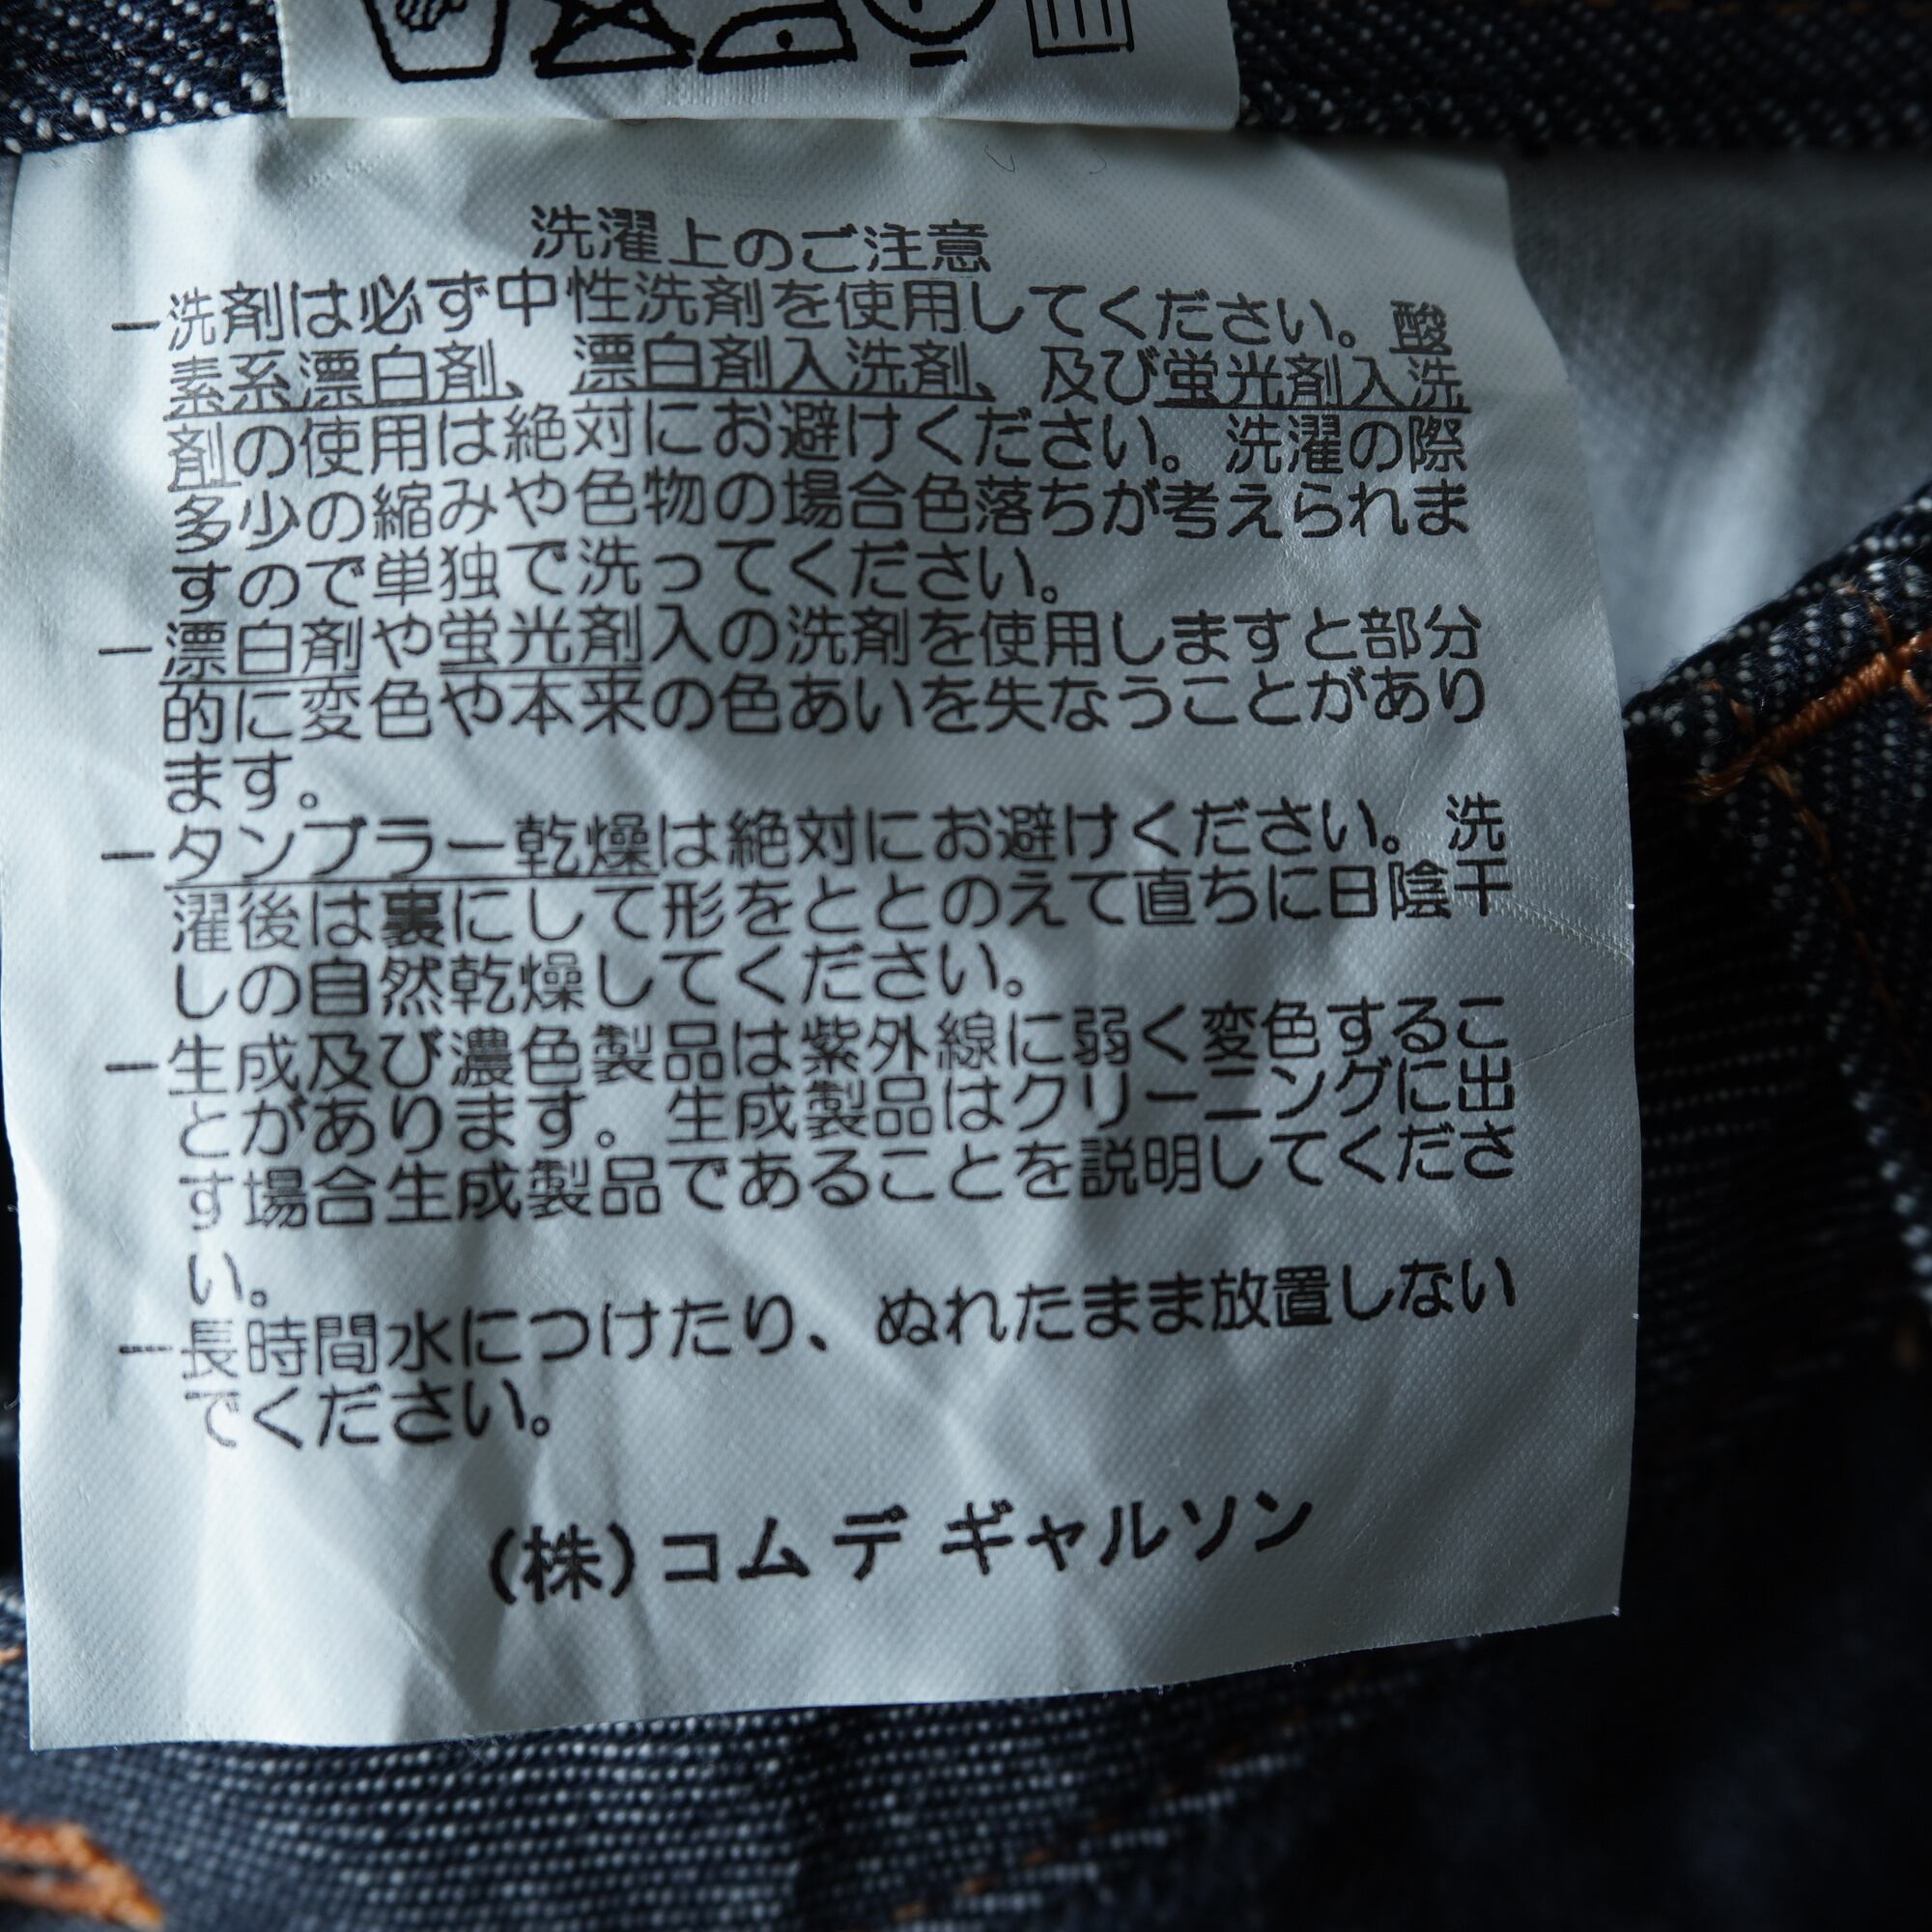 洗濯上のご注意
ー洗剤は必ず中性洗剤を使用してください。酸
素系漂白剤、漂白剤入洗剤、及び蛍光剤入洗
剤の使用は絶対にお避けください。洗濯の際
多少の縮みや色物の場合色落ちが考えられま
すので単独で洗ってください。
ー漂白剤や蛍光剤入の洗剤を使用しますと部分
的に変色や本来の色あいを失なうことがあり
ます。
ータンブラー乾燥は絶対にお避けください。洗
濯後は裏にして形をととのえて直ちに日陰干
しの自然乾燥してください。
ー生成及び濃色製品は紫外線に弱く変色するこ
とがあります。生成製品はクリーニングに出
す場合生成製品であることを説明してくださ
い。
ー長時間水につけたり、ぬれたまま放置しない
でください。
(株)コム デ ギャルソン